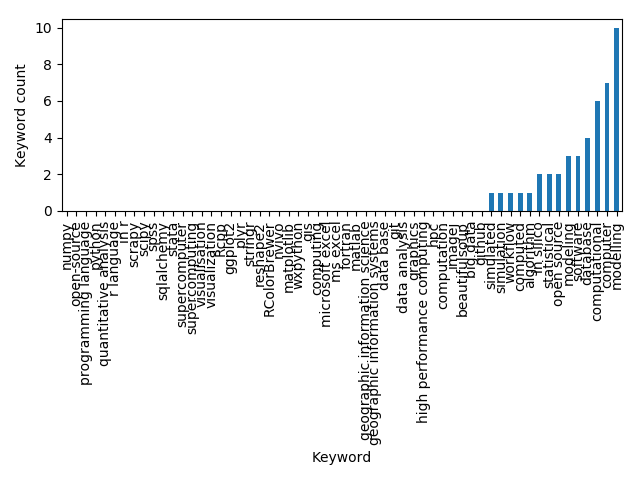 10
8
6
4
2
0
Keyword count
numpy
open-source
programming language
python
quantitative analysis
r language
in r
scrapy
scipy
spss
sqlalchemy
stata
supercomputer
supercomputing
visualisation
visualization
Rcpp
ggplot2
plyr
stringr
reshape2
RColorBrewer
nvivo
matplotlib
wxpython
gis
computing
microsoft excel
ms excel
fortran
matlab
geographic information science
geographic information systems
data base
git
data analysis
graphics
high performance computing
hpc
computation
imagej
beautifulsoup
big data
github
simulated
simulation
workflow
computed
algorithm
in silico
statistical
open source
modeling
software
database
computational
computer
modelling
Keyword